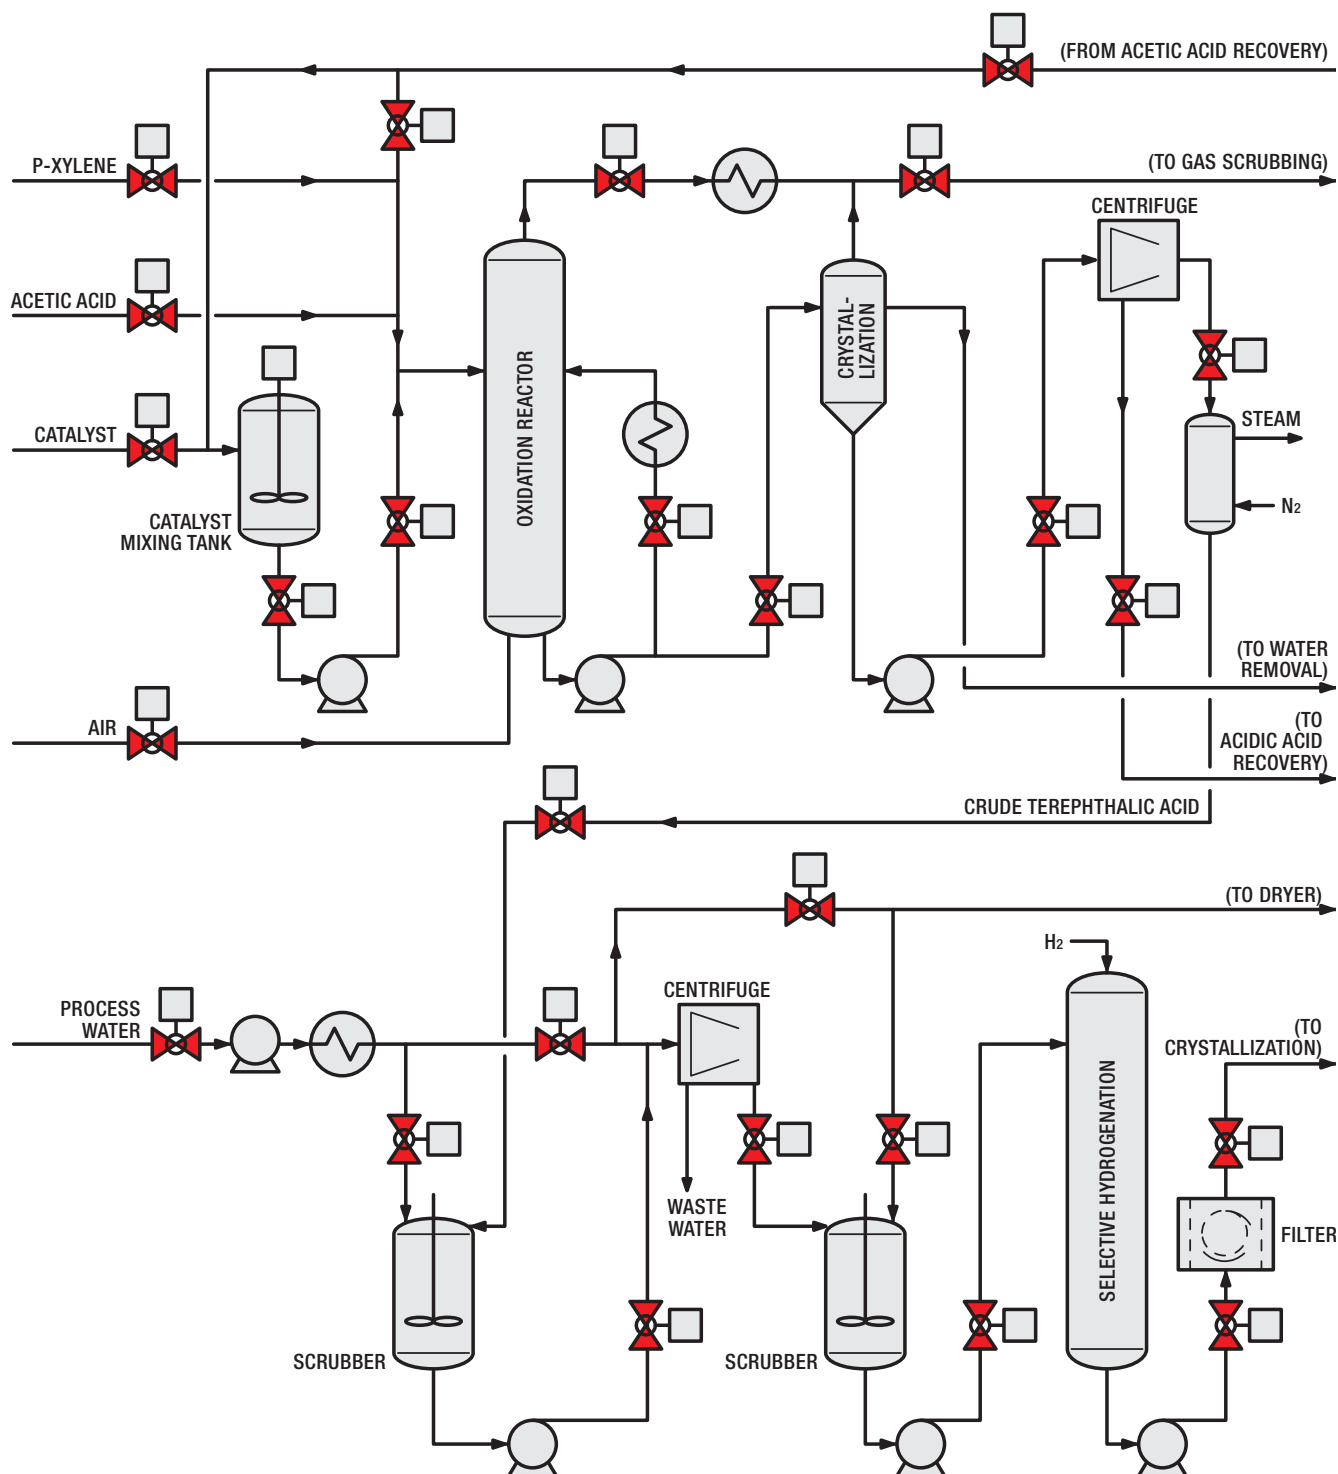 (FROM ACETIC ACID RECOVERY)
P-XYLENE
(TO GAS SCRUBBING)
CENTRIFUGE
ACETIC ACID
CRYSTAL-
LIZATION
OXIDATION REACTOR
CATALYST
STEAM
N2
CATALYST
MIXING TANK
(TO WATER
REMOVAL)
AIR
(TO
ACIDIC ACID
RECOVERY)
CRUDE TEREPHTHALIC ACID
(TO DRYER)
H2
CENTRIFUGE
PROCESS
WATER
(TO
CRYSTALLIZATION)
SELECTIVE HYDROGENATION
WASTE
WATER
FILTER
SCRUBBER
SCRUBBER